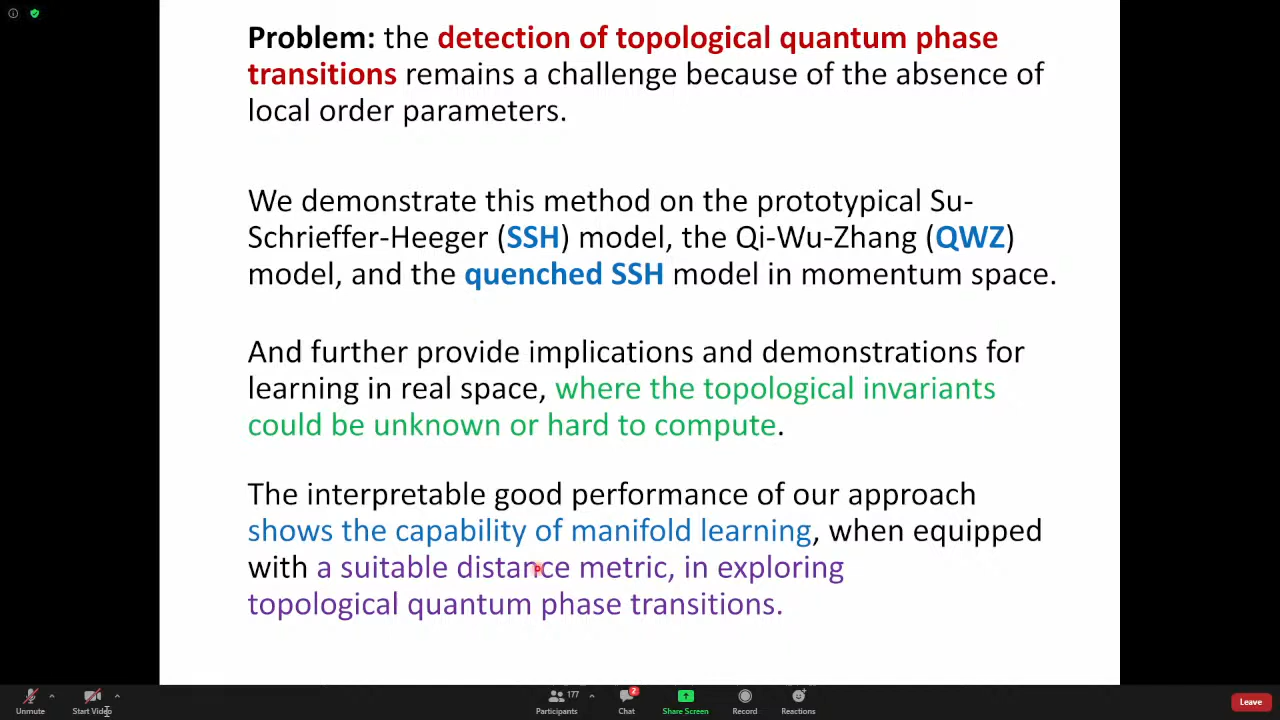 Problem: the detection of topological quantum phase
transitions remains a challenge because of the absence of
local order parameters.
We demonstrate this method on the prototypical Su-
Schrieffer-Heeger (SSH) model, the Qi-Wu-Zhang (QWZ)
model, and the quenched SSH model in momentum space.
And further provide implications and demonstrations for
learning in real space, where the topological invariants
could be unknown or hard to compute.
The interpretable good performance of our approach
shows the capability of manifold learning, when equipped
with a suitable distance metric, in exploring
topological quantum phase transitions.
Unmute
Start Video
Participants
177
Chat
2
Share Screen
Record
Reactions
Leave